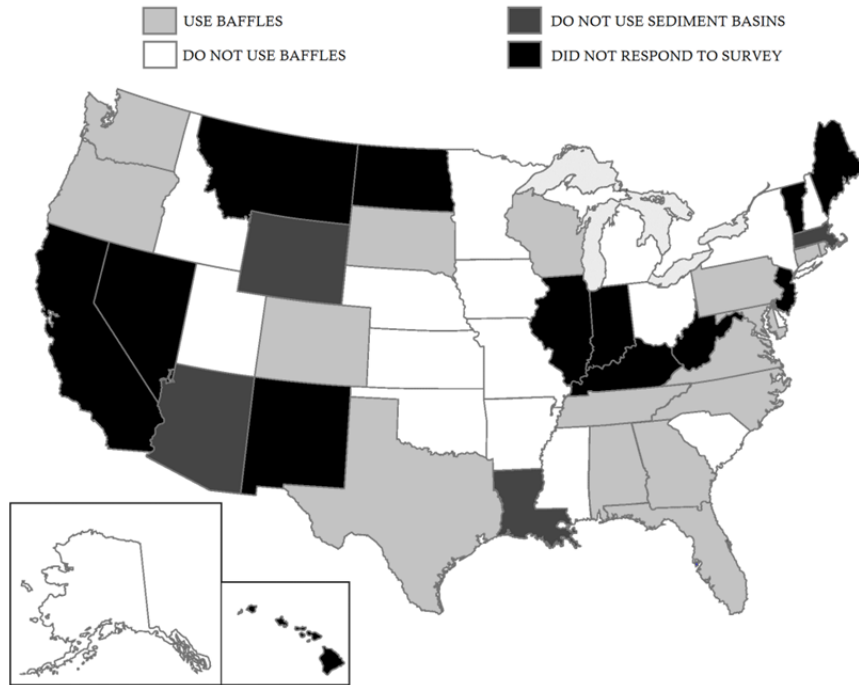 USE BAFFLES
DO NOT USE SEDIMENT BASINS
DO NOT USE BAFFLES
DID NOT RESPOND TO SURVEY